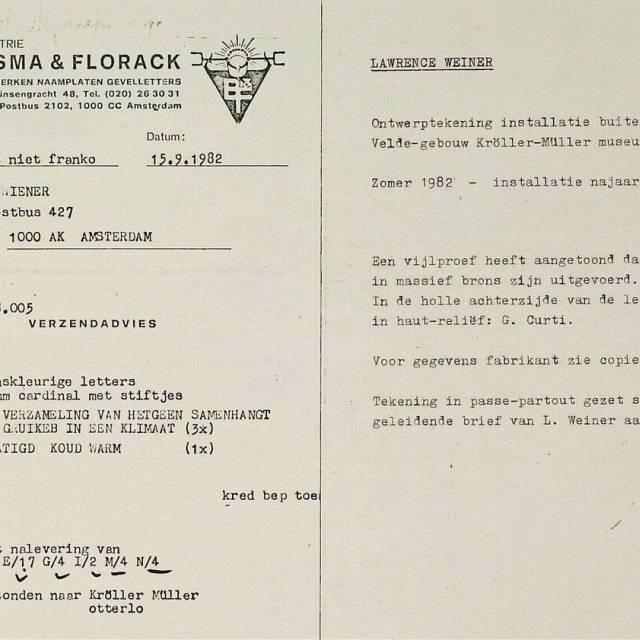 TRIE
SMA & FLORACK
ERKEN NAAMPLATEN GEVELLETTERS
insengracht 48, Tel. (020) 26 30 31
Postbus 2102, 1000 CC Amsterdam
BF
Datum:
niet franko
15.9.1982
WIENER
stbus 427
1000 AK AMSTERDAM
.005
VERZENDADVIES
skleurige letters
m cardinal met stiftjes
VERZAMELING VAN HETGEEN SAMENHANGT
GRUIKEB IN EEN KLIMAAT (3x)
TIGD KOUD WARM (1x)
kred bep toe
t nalevering van
E/17 G/4 I/2 M/4 N/4
onden naar Kröller Müller
otterlo
LAWRENCE WEINER
Ontwerptekening installatie buite
Velde-gebouw Kröller-Müller museu
Zomer 1982 - installatie najaar
Een vijlproef heeft aangetoond da
in massief brons zijn uitgevoerd.
In de holle achterzijde van de le
in haut-reliëf: G. Curti.
Voor gegevens fabrikant zie copie
Tekening in passe-partout gezet s
geleidende brief van L. Weiner aa